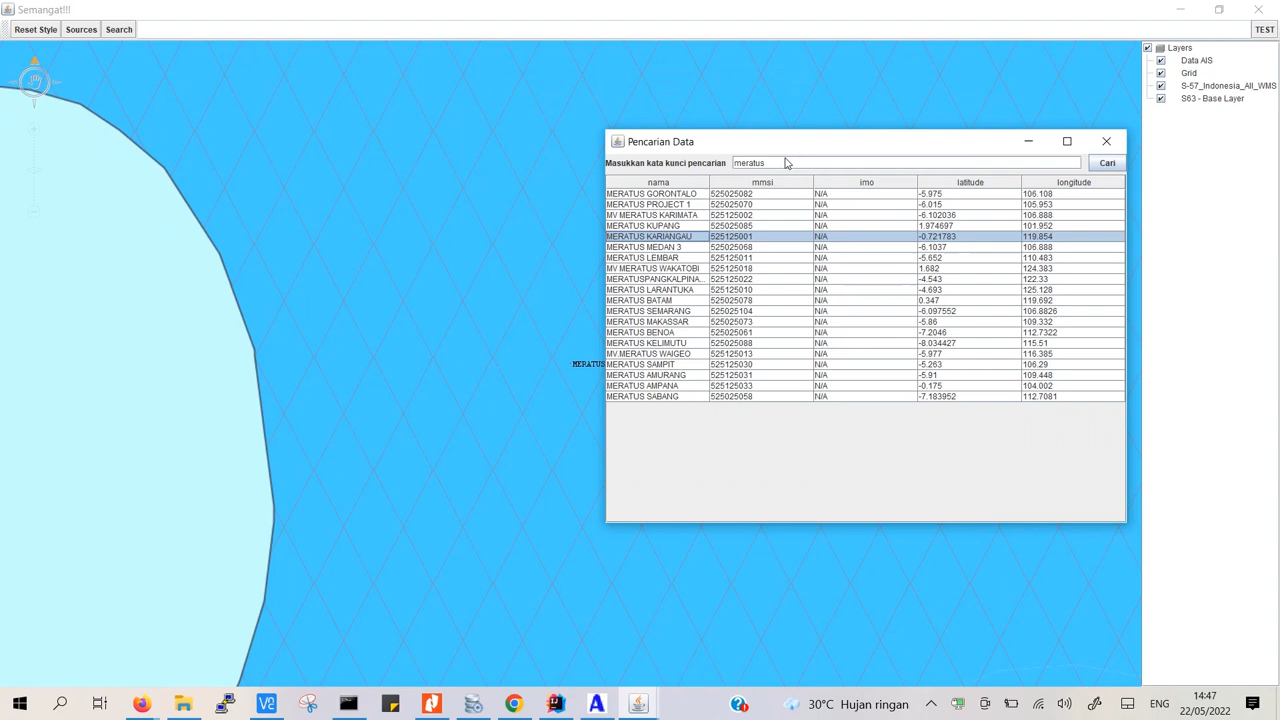 Semangat!!!
Reset Style Sources Search TEST
Layers
Data AIS
Grid
S-57_Indonesia_All_WMS
S63 - Base Layer
MERATUS
Pencarian Data
Masukkan kata kunci pencarian meratus Cari
nama mmsi imo latitude longitude
MERATUS GORONTALO 525025082 N/A -5.975 106.108
MERATUS PROJECT 1 525025070 N/A -6.015 105.953
MV MERATUS KARIMATA 525125002 N/A -6.102036 106.888
MERATUS KUPANG 525025085 N/A 1.974697 101.952
MERATUS KARIANGAU 525125001 N/A -0.721783 119.854
MERATUS MEDAN 3 525025068 N/A -6.1037 106.888
MERATUS LEMBAR 525125011 N/A -5.652 110.483
MV MERATUS WAKATOBI 525125018 N/A 1.682 124.383
MERATUSPANGKALPINA... 525125022 N/A -4.543 122.33
MERATUS LARANTUKA 525125010 N/A -4.693 125.128
MERATUS BATAM 525025078 N/A 0.347 119.692
MERATUS SEMARANG 525025104 N/A -6.097552 106.8826
MERATUS MAKASSAR 525025073 N/A -5.86 109.332
MERATUS BENOA 525025061 N/A -7.2046 112.7322
MERATUS KELIMUTU 525025088 N/A -8.034427 115.51
MV.MERATUS WAIGEO 525125013 N/A -5.977 116.385
MERATUS SAMPIT 525125030 N/A -5.263 106.29
MERATUS AMURANG 525125031 N/A -5.91 109.448
MERATUS AMPANA 525125033 N/A -0.175 104.002
MERATUS SABANG 525025058 N/A -7.183952 112.7081
30°C Hujan ringan ENG 14:47
22/05/2022